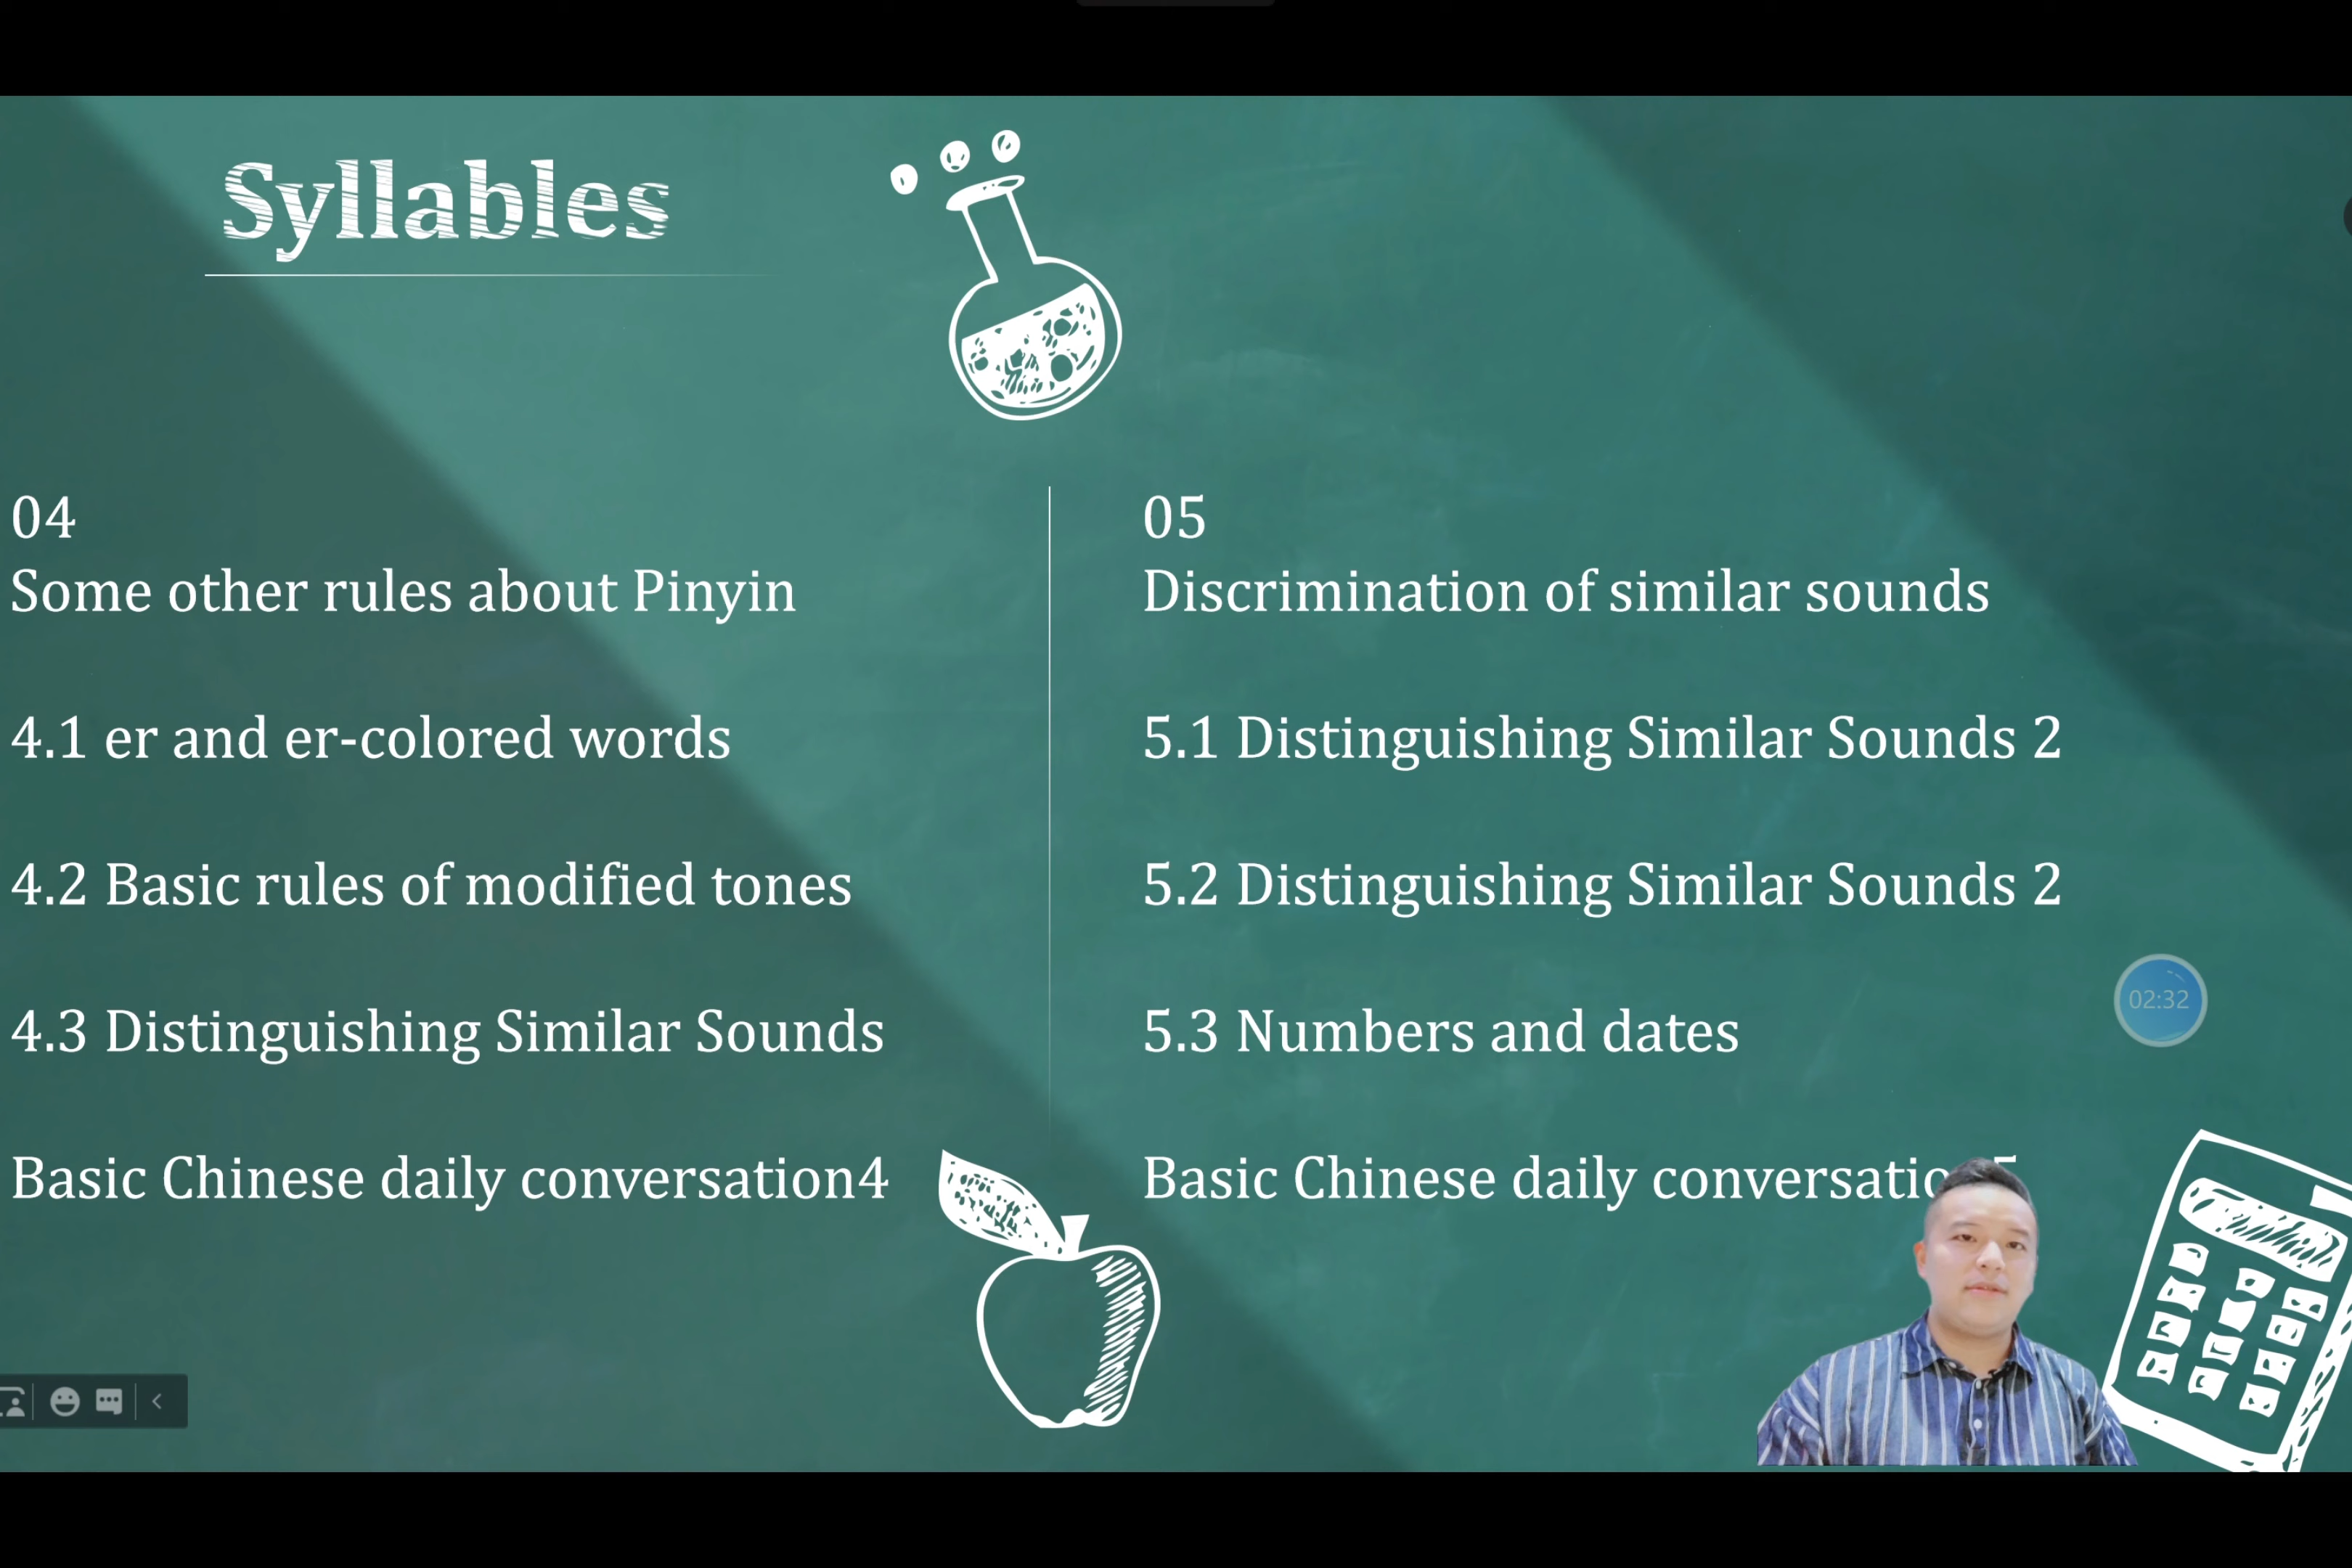 Syllables
04
Some other rules about Pinyin
4.1 er and er-colored words
4.2 Basic rules of modified tones
4.3 Distinguishing Similar Sounds
Basic Chinese daily conversation4
05
Discrimination of similar sounds
5.1 Distinguishing Similar Sounds 2
5.2 Distinguishing Similar Sounds 2
5.3 Numbers and dates
Basic Chinese daily
02:32